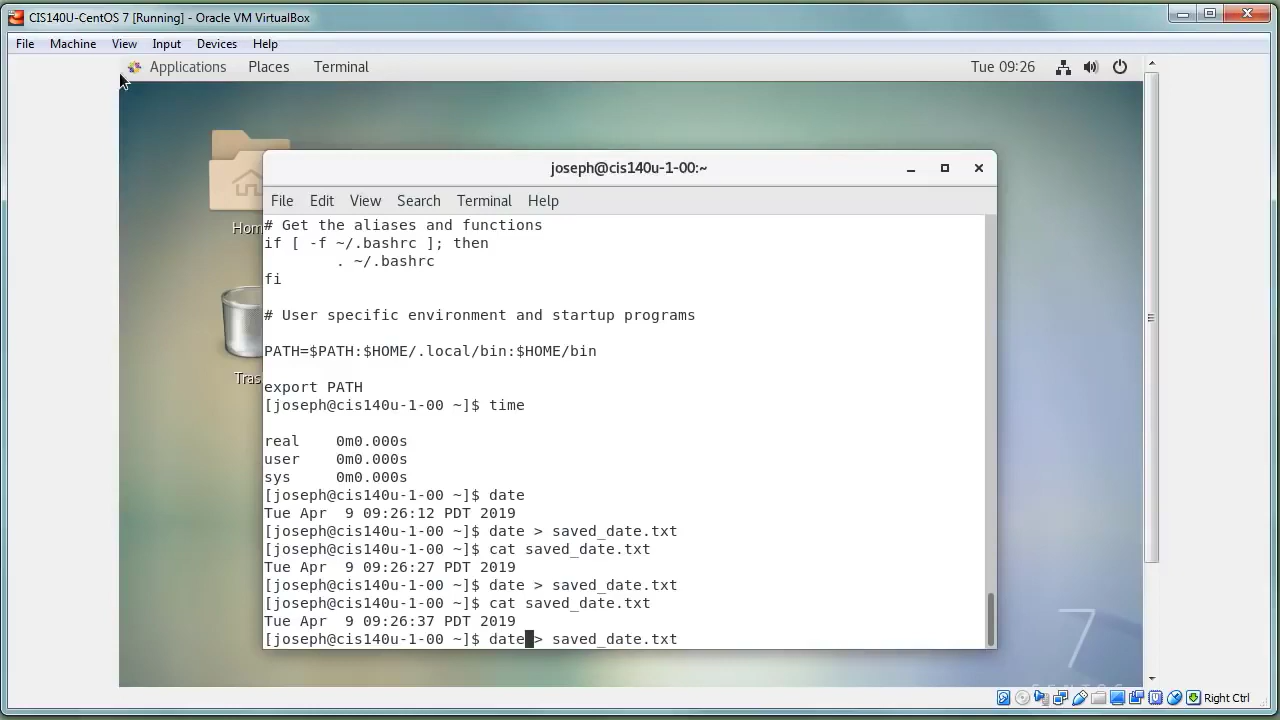 CIS140U-CentOS 7 [Running] - Oracle VM VirtualBox
File Machine View Input Devices Help
Applications Places Terminal Tue 09:26
joseph@cis140u-1-00:~
File Edit View Search Terminal Help
# Get the aliases and functions
if [ -f ~/.bashrc ]; then
        . ~/.bashrc
fi
# User specific environment and startup programs
PATH=$PATH:$HOME/.local/bin:$HOME/bin
export PATH
[joseph@cis140u-1-00 ~]$ time
real    0m0.000s
user    0m0.000s
sys     0m0.000s
[joseph@cis140u-1-00 ~]$ date
Tue Apr  9 09:26:12 PDT 2019
[joseph@cis140u-1-00 ~]$ date > saved_date.txt
[joseph@cis140u-1-00 ~]$ cat saved_date.txt
Tue Apr  9 09:26:27 PDT 2019
[joseph@cis140u-1-00 ~]$ date > saved_date.txt
[joseph@cis140u-1-00 ~]$ cat saved_date.txt
Tue Apr  9 09:26:37 PDT 2019
[joseph@cis140u-1-00 ~]$ date > saved_date.txt
7
Right Ctrl